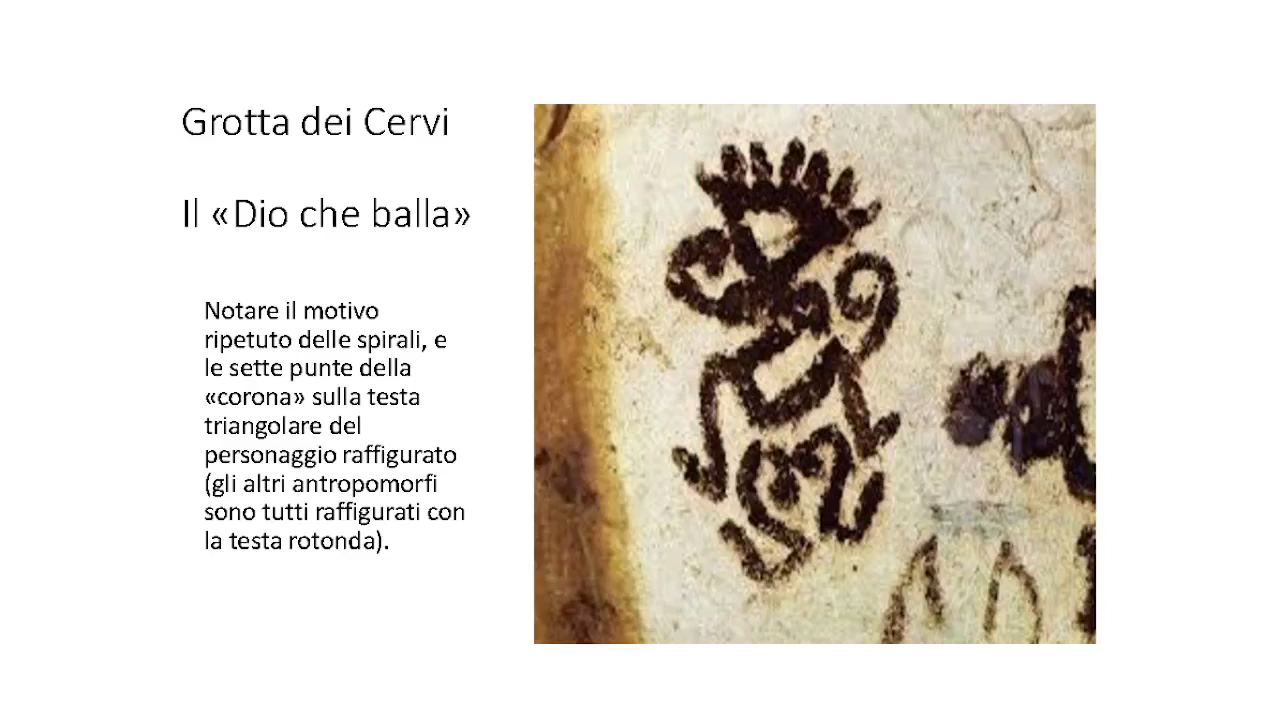 Grotta dei Cervi
Il «Dio che balla»
Notare il motivo
ripetuto delle spirali, e
le sette punte della
«corona» sulla testa
triangolare del
personaggio raffigurato
(gli altri antropomorfi
sono tutti raffigurati con
la testa rotonda).